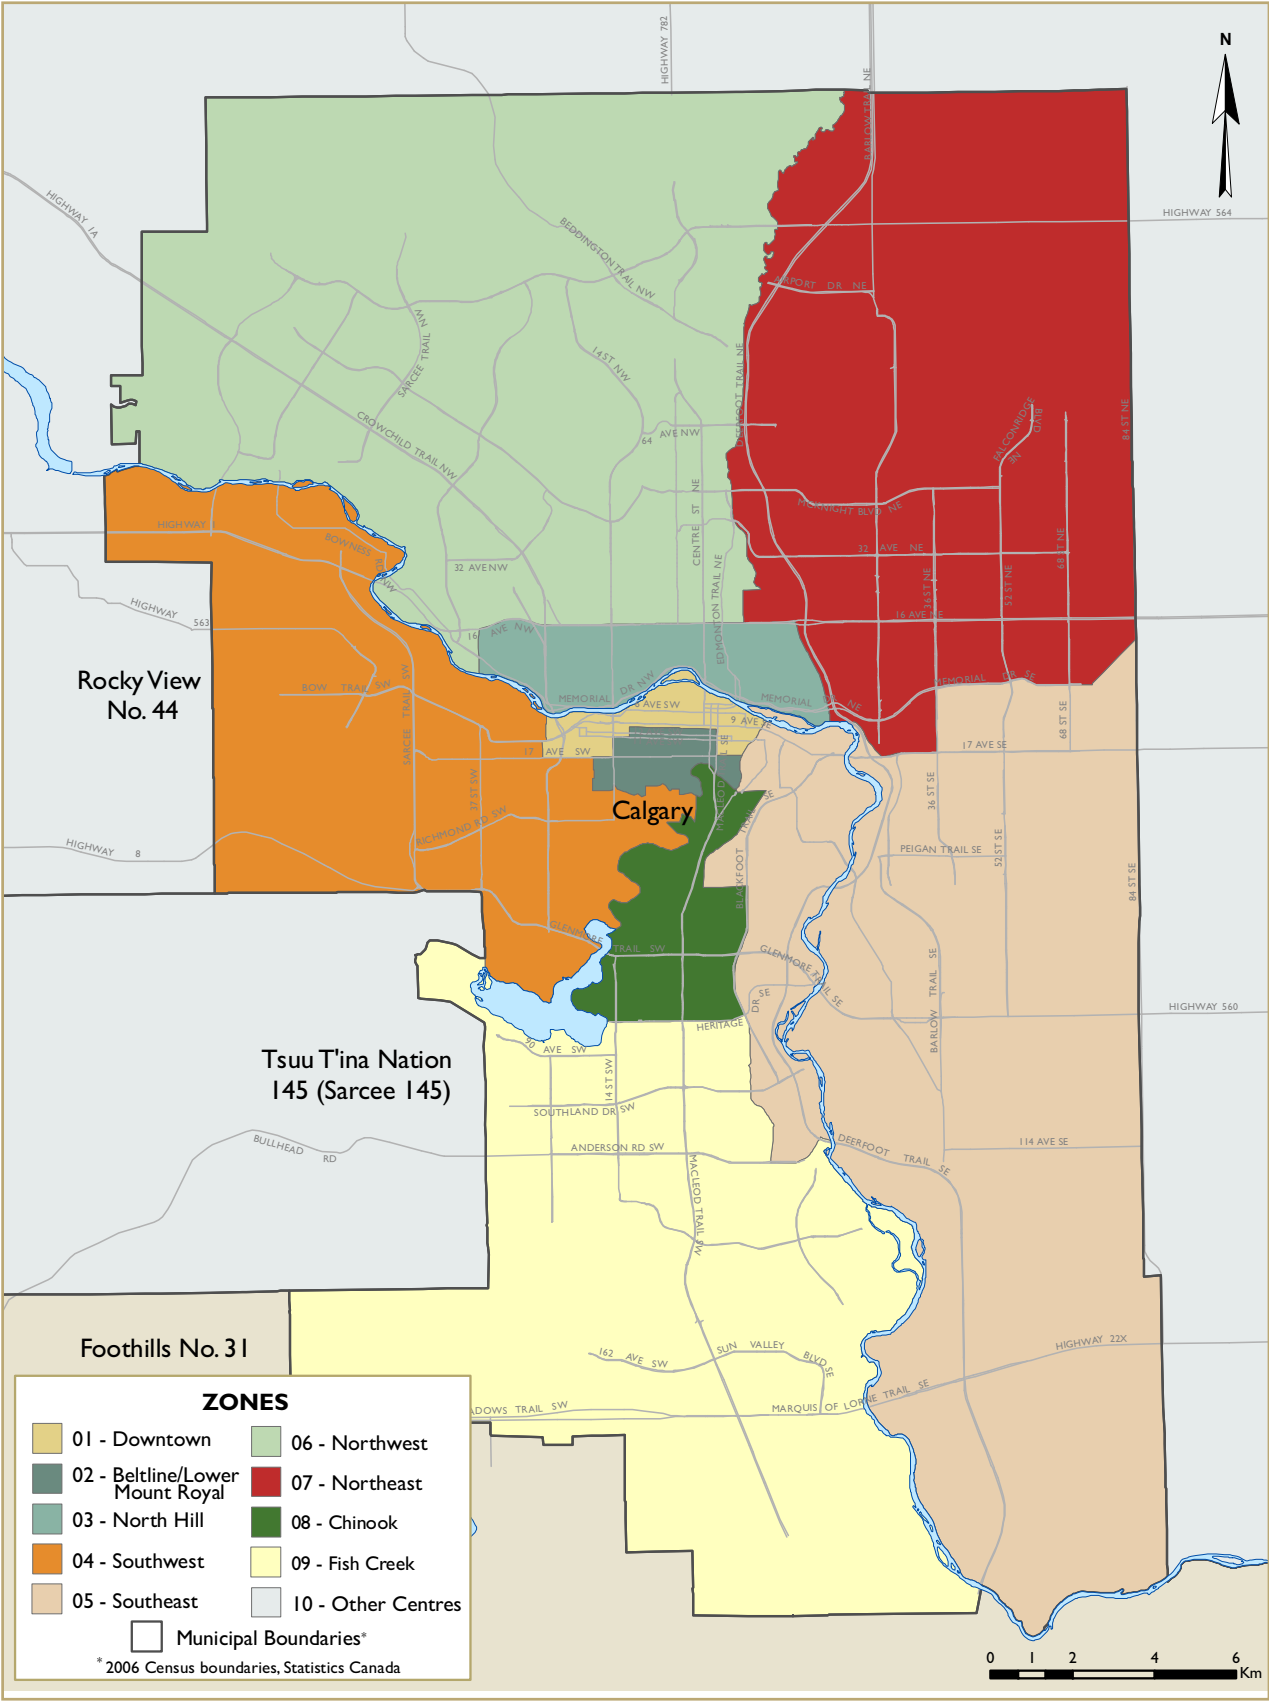 N
HIGHWAY 782
BARLOW TRAIL NE
HIGHWAY 1A
HIGHWAY 564
BEDDINGTON TRAIL NW
AIRPORT DR NE
SARCEE TRAIL NW
14 ST NW
DEERFOOT TRAIL NE
CROWCHILD TRAIL NW
64 AVE NW
FALCONRIDGE BLVD NE
84 ST NE
CENTRE ST NE
MCKNIGHT BLVD NE
HIGHWAY 1
BOWNESS RD NW
32 AVE NW
32 AVE NE
68 ST NE
EDMONTON TRAIL NE
36 ST NE
52 ST NE
HIGHWAY 563
16 AVE NW
16 AVE NE
Rocky View
No. 44
BOW TRAIL SW
SARCEE TRAIL SW
MEMORIAL DR NW
MEMORIAL DR NE
MEMORIAL DR SE
8 AVE SW
9 AVE SE
68 ST SE
17 AVE SW
17 AVE SE
37 ST SW
36 ST SE
Calgary
MACLEOD TRAIL SE
RICHMOND RD SW
HIGHWAY 8
BLACKFOOT TRAIL SE
PEIGAN TRAIL SE
52 ST SE
84 ST SE
GLENMORE TRAIL SW
GLENMORE TRAIL SE
BARLOW TRAIL SE
HIGHWAY 560
HERITAGE DR SE
90 AVE SW
Tsuu T'ina Nation
145 (Sarcee 145)
14 ST SW
SOUTHLAND DR SW
BULLHEAD RD
ANDERSON RD SW
DEERFOOT TRAIL SE
114 AVE SE
MACLEOD TRAIL SW
Foothills No. 31
162 AVE SW
SUN VALLEY BLVD SE
HIGHWAY 22X
ADOWS TRAIL SW
MARQUIS OF LORNE TRAIL SE
ZONES
01 - Downtown
02 - Beltline/Lower
Mount Royal
03 - North Hill
04 - Southwest
05 - Southeast
06 - Northwest
07 - Northeast
08 - Chinook
09 - Fish Creek
10 - Other Centres
Municipal Boundaries*
* 2006 Census boundaries, Statistics Canada
0 1 2 4 6
Km